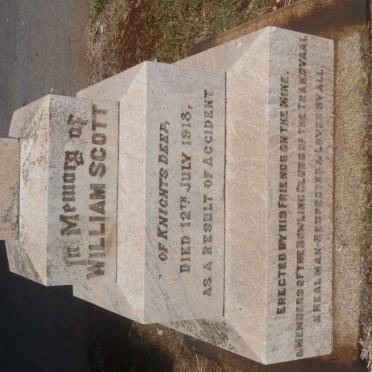 In Memory of
WILLIAM SCOTT
OF KNIGHTS DEEP,
DIED 12TH JULY 1913,
AS A RESULT OF ACCIDENT
ERECTED BY HIS FRIENDS ON THE MINE,
& MEMBERS OF THE BOWLING CLUBS OF THE TRANSVAAL
A REAL MAN RESPECTED & LOVED BY ALL